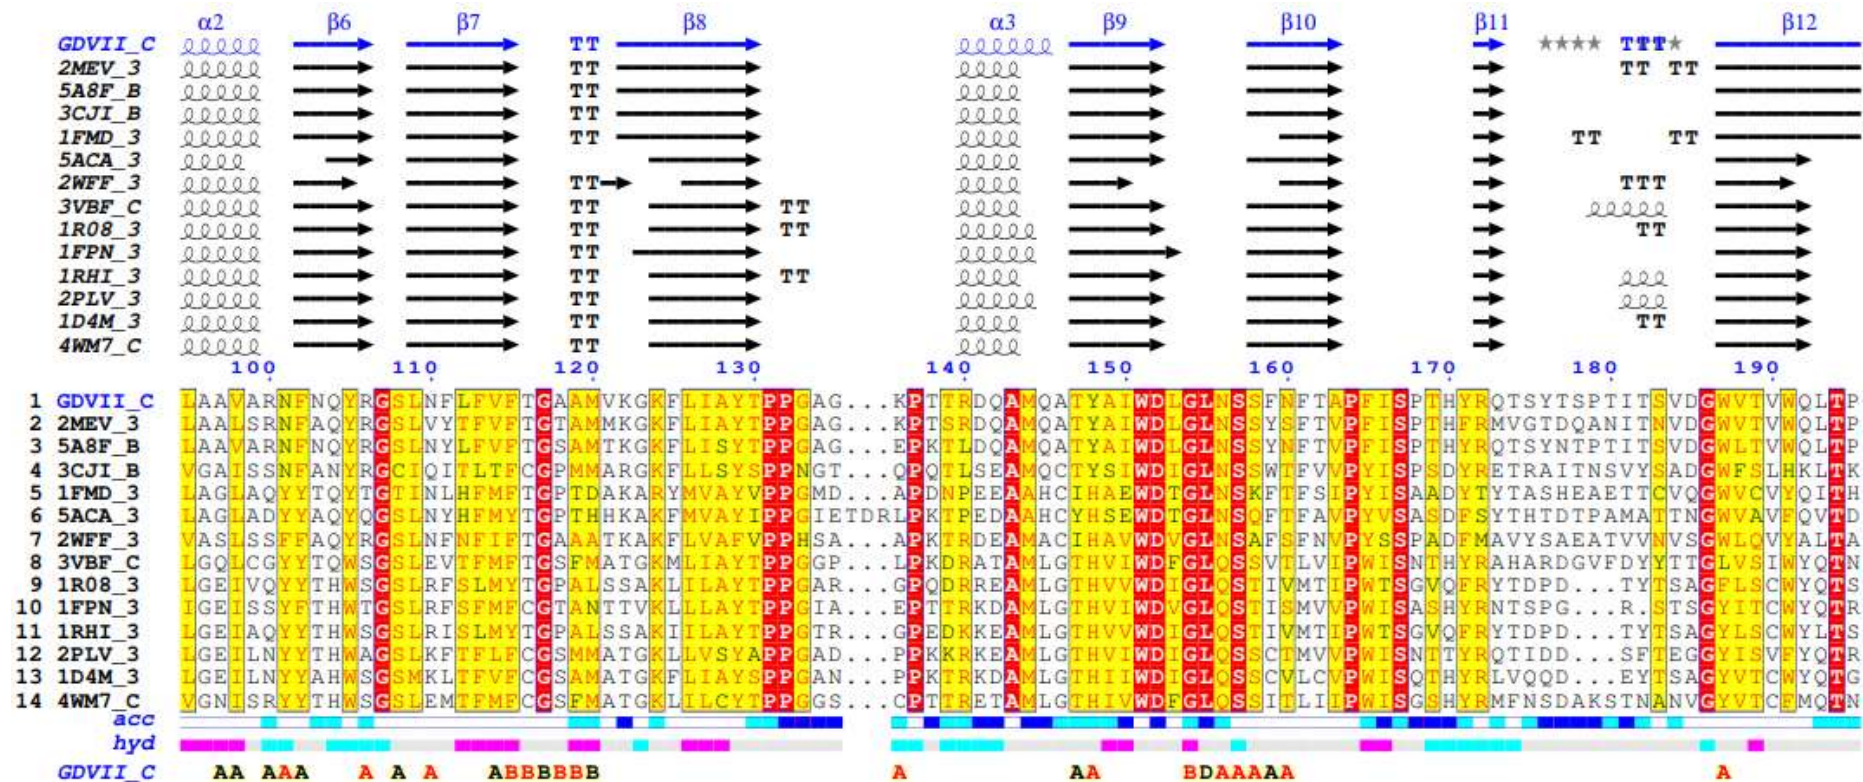 α2 β6 β7 β8 α3 β9 β10 β11 β12
GDVII_C TT ★★★★ TTT★
2MEV_3 TT TT TT
5A8F_B TT
3CJI_B TT
1FMD_3 TT TT TT
5ACA_3
2WFF_3 TT TTT
3VBF_C TT TT
1R08_3 TT TT TT
1FPN_3 TT
1RHI_3 TT TT
2PLV_3 TT
1D4M_3 TT TT
4WM7_C TT
100 110 120 130 140 150 160 170 180 190
1 GDVII_C LAAVARNFNQYRGSLNFLFVFTGAAMVKGKFLIAYTPPGAG...KPTTRDQAMQATYAIWDLGLNSSFNFTAPFISPTHYRQTSYTSPTITSVDGWVTVWQLTP
2 2MEV_3 LAALSRNFAQYRGSLVYTFVFTGTAMMKGKFLIAYTPPGAG...KPTSRDQAMQATYAIWDLGLNSSYSFTVPFISPTHFRMVGTDQANITNVDGWVTVWQLTP
3 5A8F_B LAAVARNFAQYRGSLNYLFVFTGSAMTKGKFLISYTPPGAG...EPKTLDQAMQATYAIWDLGLNSSYNFTVPFISPTHYRQTSYNTPTITSVDGWLTVWQLTP
4 3CJI_B VGAISSNFANYRGCIQITLTFCGPMMARGKFLLSYSPPNGT...QPQTLSEAMQCTYSIWDIGLNSSWTFVVPYISPSDYRETRAITNSVYSADGWFSLHKLTK
5 1FMD_3 LAGLAQYYTQYTGTINLHFMFTGPTDAKARYMVAYVPPGMD...APDNPEEAAHCIHAEWDTGLNSKFTFSIPYISAADYTYTASHEAETTCVQGWVCVYQITH
6 5ACA_3 LAGLADYYAQYQGSLNYHFMYTGPTHHKAKFMVAYIPPGIETDRLPKTPEDAAHCYHSEWDTGLNSQFTFAVPYVSASDFSYTHTDTPAMATTNGWVAVFQVTD
7 2WFF_3 VASLSSFFAQYRGSLNFNFIFTGAAATKAKFLVAFVPPHSA...APKTRDEAMACIHAVWDVGLNSAFSFNVPYSSPADFMAVYSAEATVVNVSGWLQVYALTA
8 3VBF_C LGQLCGYYTQWSGSLEVTFMFTGSFMATGKMLIAYTPPGGP...LPKDRATAMLGTHVIWDFGLQSSVTLVIPWISNTHYRAHARDGVFDYYTTGLVSIWYQTN
9 1R08_3 LGEIVQYYTHWSGSLRFSLMYTGPALSSAKLILAYTPPGAR...GPQDRREAMLGTHVVWDIGLQSTIVMTIPWTSGVQFRYTDPD...TYTSAGFLSCWYQTS
10 1FPN_3 IGEISSYFTHWTGSLRFSFMFCGTANTTVKLLLAYTPPGIA...EPTTRKDAMLGTHVIWDVGLQSTISMVVPWISASHYRNTSPG...R.STSGYITCWYQTR
11 1RHI_3 LGEIAQYYTHWSGSLRISLMYTGPALSSAKIILAYTPPGTR...GPEDKKEAMLGTHVVWDIGLQSTIVMTIPWTSGVQFRYTDPD...TYTSAGYLSCWYLTS
12 2PLV_3 LGEILNYYTHWAGSLKFTFLFCGSMMATGKLLVSYAPPGAD...PPKKRKEAMLGTHVIWDIGLQSSCTMVVPWISNTTYRQTIDD...SFTEGGYISVFYQTR
13 1D4M_3 LGEILNYYAHWSGSMKLTFVFCGSAMATGKFLIAYSPPGAN...PPKTRKDAMLGTHIIWDIGLQSSCVLCVPWISQTHYRLVQQD...EYTSAGYVTCWYQTG
14 4WM7_C VGNISRYYTHWSGSLEMTFMFCGSFMATGKLILCYTPPGGS...CPTTRETAMLGTHIVWDFGLQSSITLIIPWISGSHYRMFNSDAKSTNANVGYVTCFMQTN
acc
hyd
GDVII_C AA AAA A A A ABBBBBB A AA BDAAAAA A